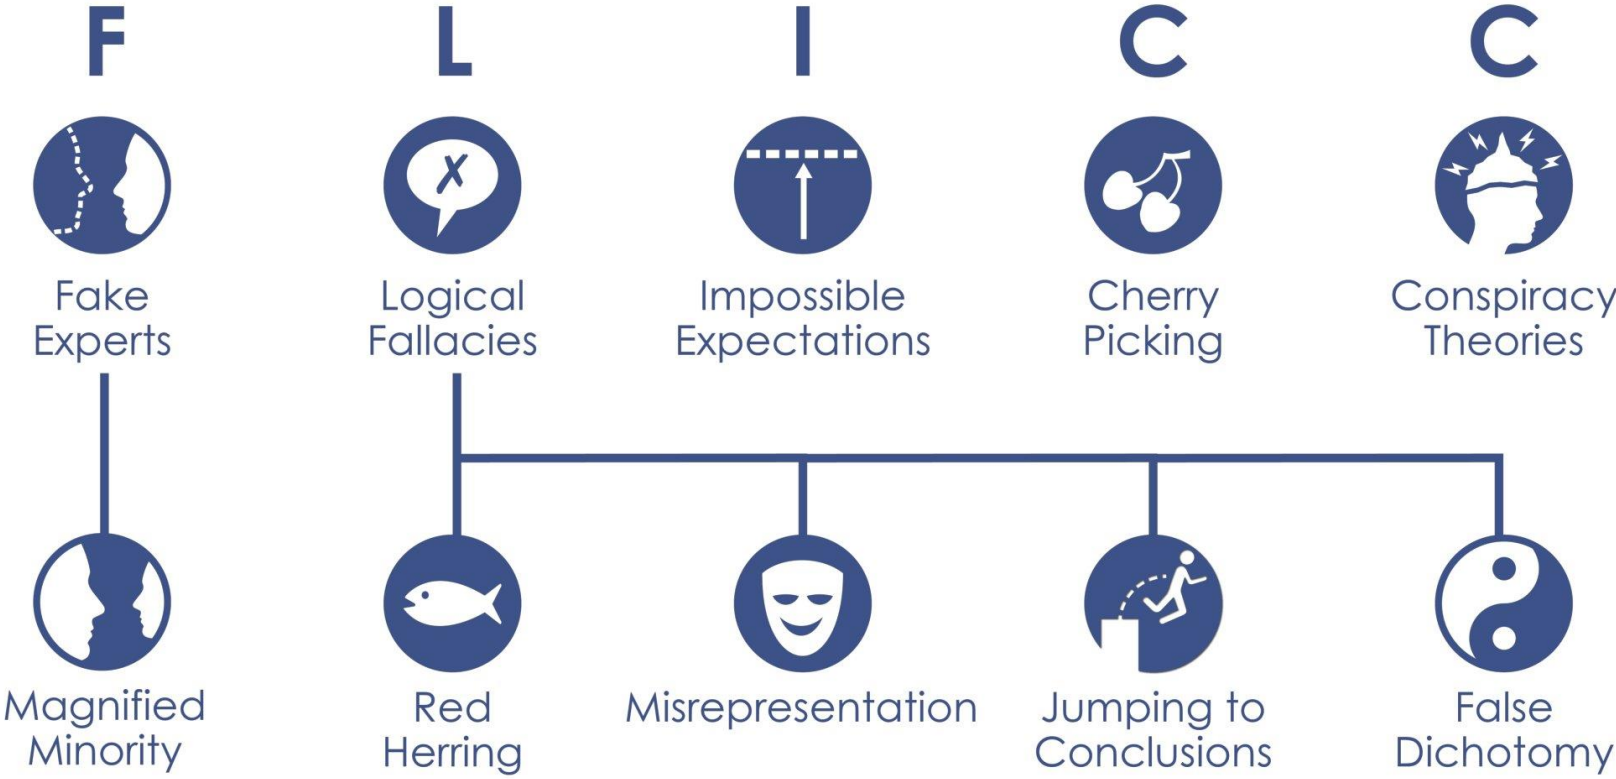 F L I C C
Fake
Experts
Logical
Fallacies
Impossible
Expectations
Cherry
Picking
Conspiracy
Theories
X
Magnified
Minority
Red
Herring
Misrepresentation
Jumping to
Conclusions
False
Dichotomy